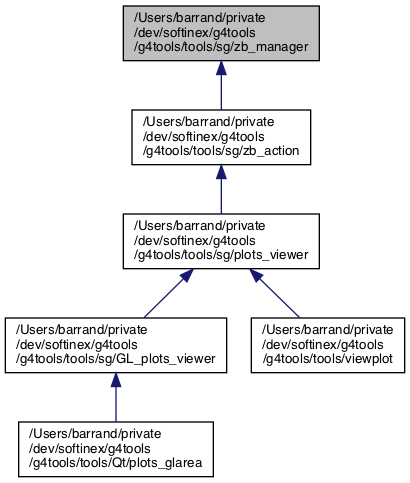 /Users/barrand/private
/dev/softinex/g4tools
/g4tools/tools/sg/zb_manager
/Users/barrand/private
/dev/softinex/g4tools
/g4tools/tools/sg/zb_action
/Users/barrand/private
/dev/softinex/g4tools
/g4tools/tools/sg/plots_viewer
/Users/barrand/private
/dev/softinex/g4tools
/g4tools/tools/sg/GL_plots_viewer
/Users/barrand/private
/dev/softinex/g4tools
/g4tools/tools/viewplot
/Users/barrand/private
/dev/softinex/g4tools
/g4tools/tools/Qt/plots_glarea